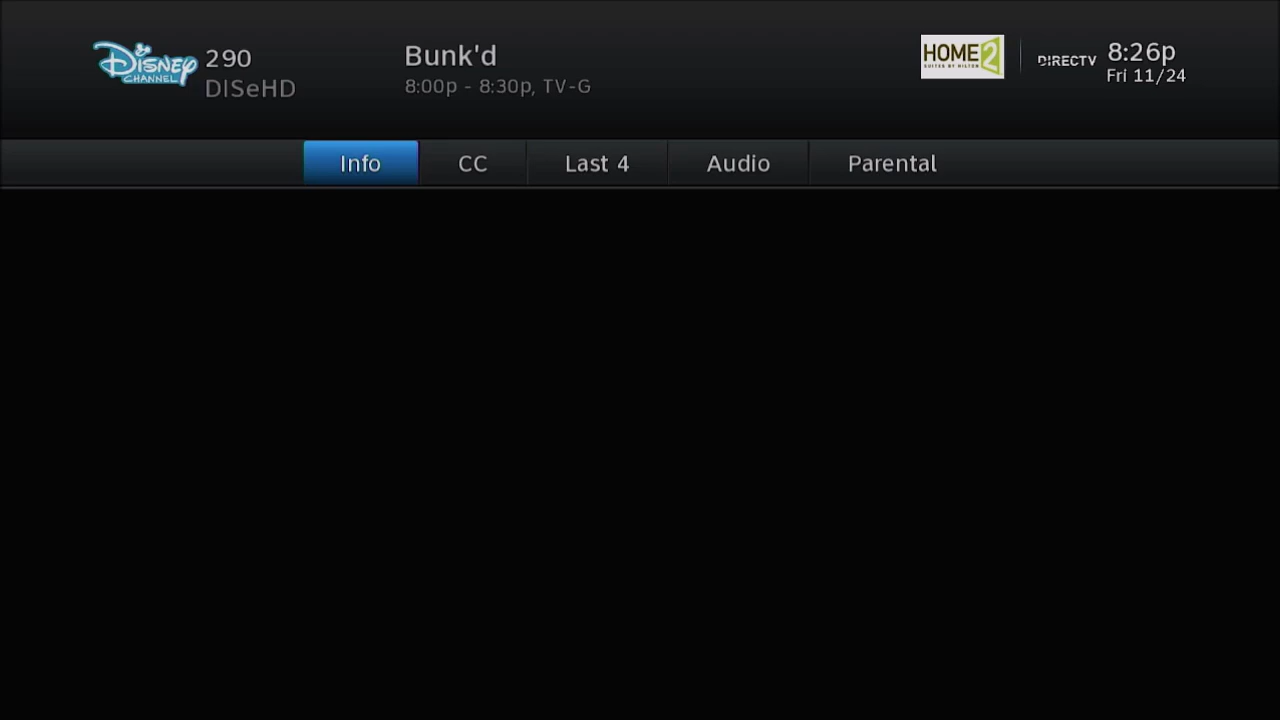 DISNEY
CHANNEL
290
DISeHD
Bunk'd
8:00p - 8:30p, TV-G
HOME2
SUITES BY HILTON
DIRECTV
8:26p
Fri 11/24
Info
CC
Last 4
Audio
Parental